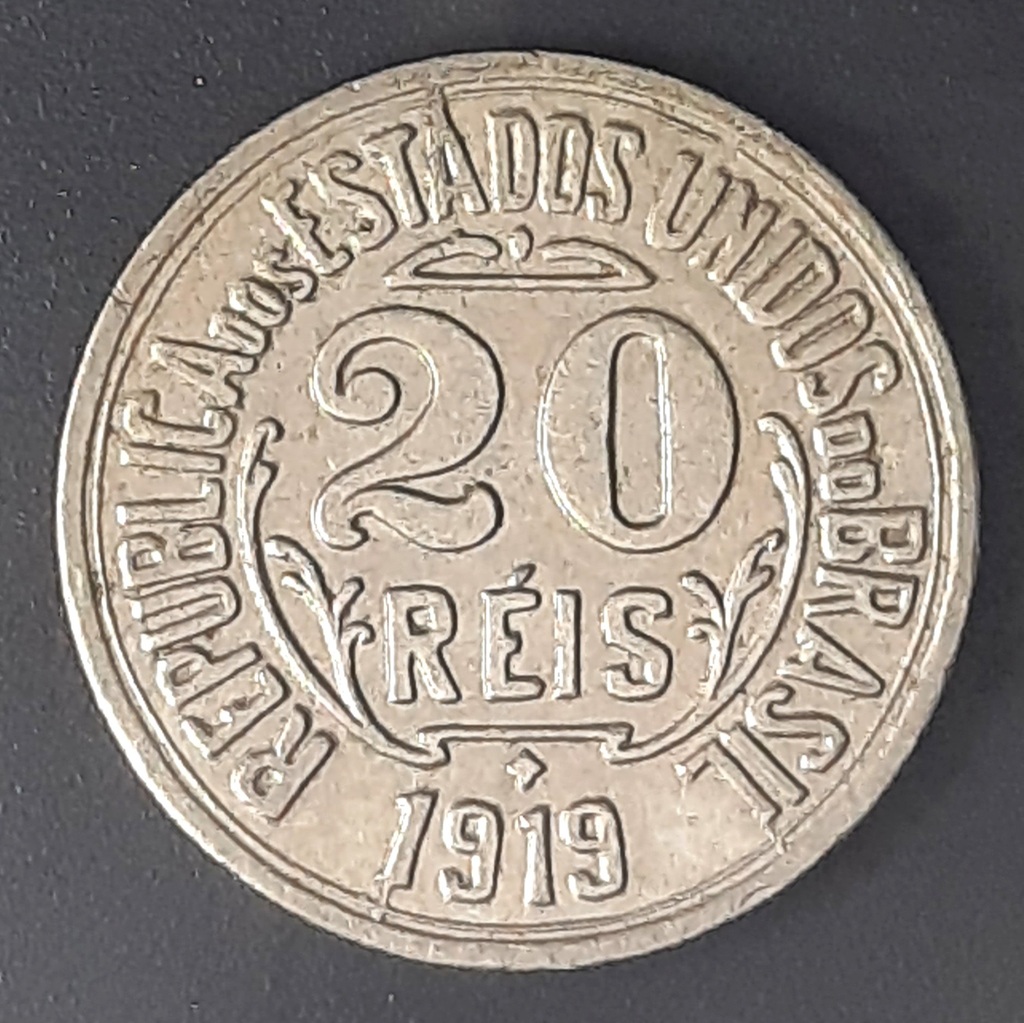 REPUBLICA DOS ESTADOS UNIDOS DO BRASIL
20
RÉIS
1919